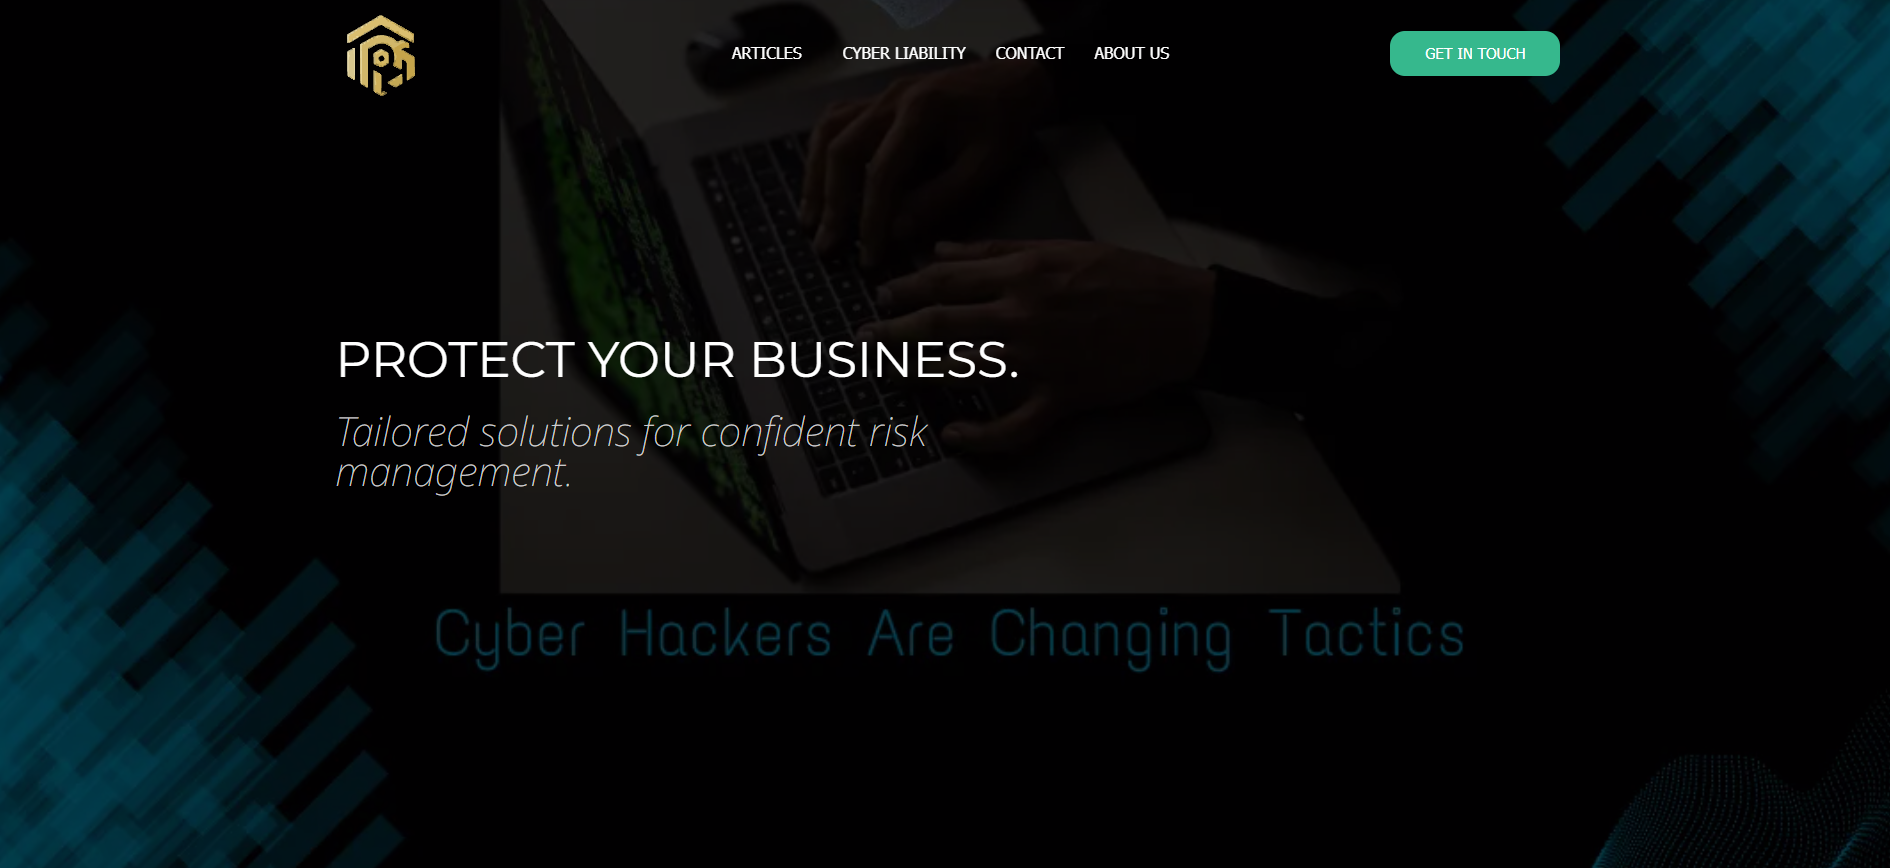 ARTICLES CYBER LIABILITY CONTACT ABOUT US GET IN TOUCH
PROTECT YOUR BUSINESS.
Tailored solutions for confident risk
management.
Cyber Hackers Are Changing Tactics